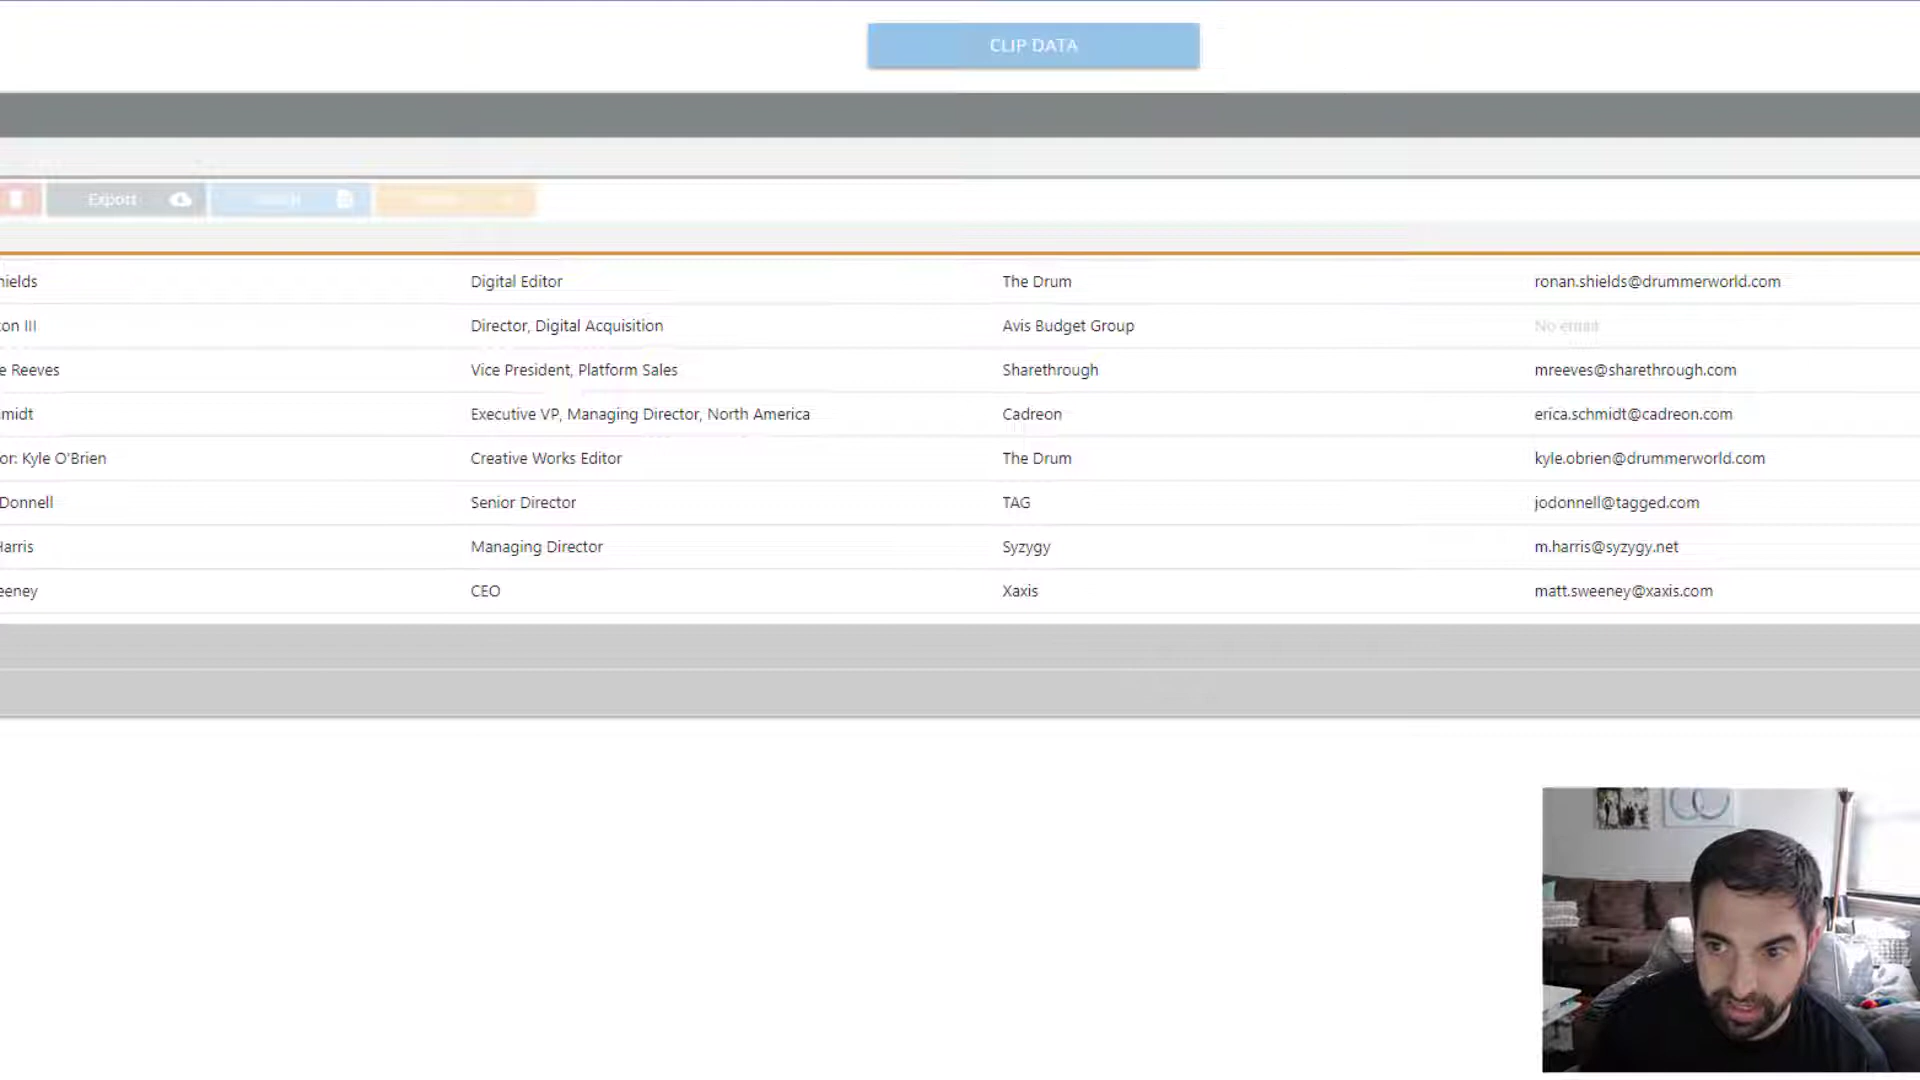 CLIP DATA
Export
hields Digital Editor The Drum ronan.shields@drummerworld.com
on III Director, Digital Acquisition Avis Budget Group No email
e Reeves Vice President, Platform Sales Sharethrough mreeves@sharethrough.com
midt Executive VP, Managing Director, North America Cadreon erica.schmidt@cadreon.com
or: Kyle O'Brien Creative Works Editor The Drum kyle.obrien@drummerworld.com
Donnell Senior Director TAG jodonnell@tagged.com
Harris Managing Director Syzygy m.harris@syzygy.net
eeney CEO Xaxis matt.sweeney@xaxis.com